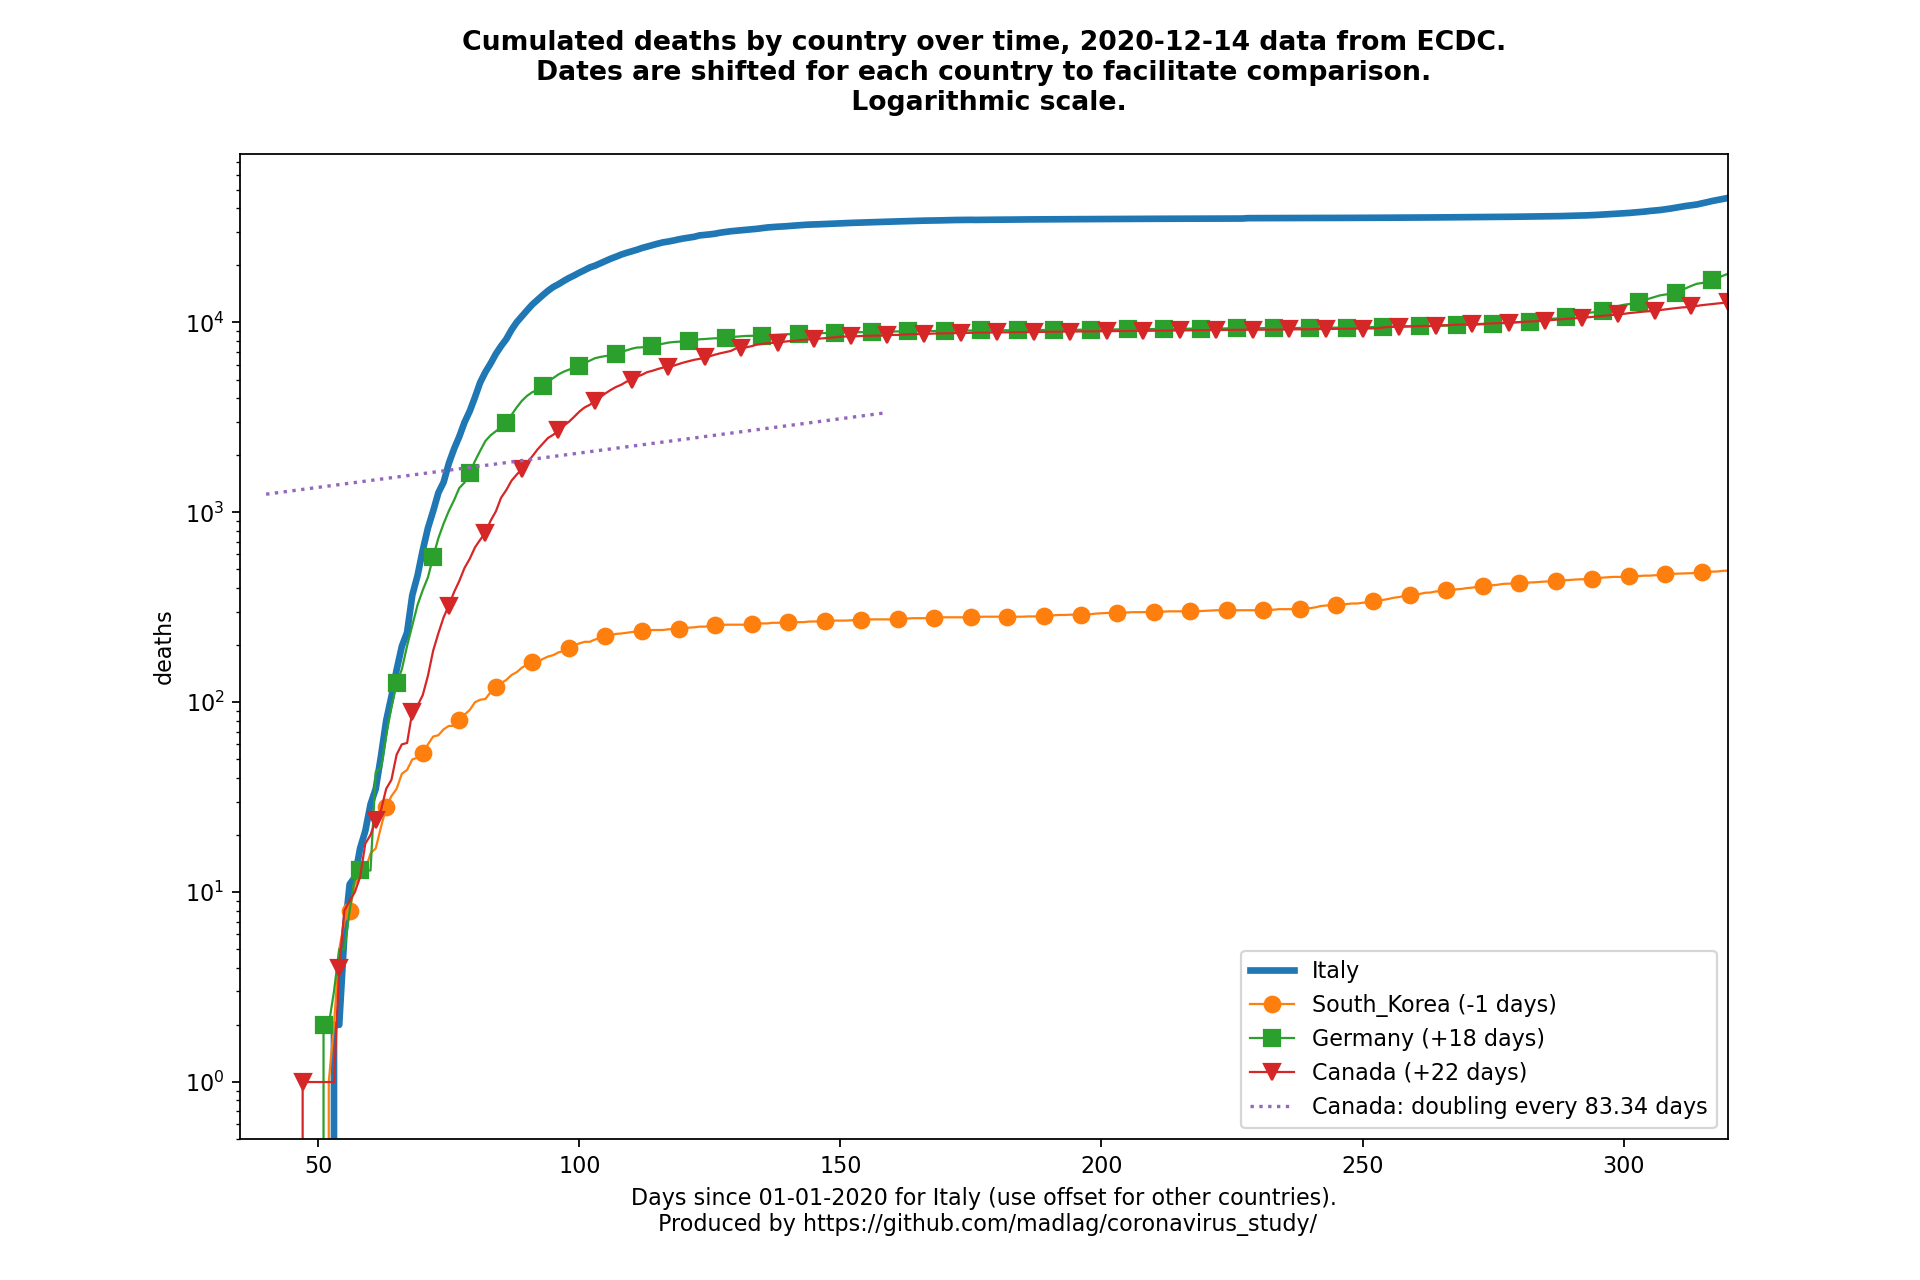 Cumulated deaths by country over time, 2020-12-14 data from ECDC.
Dates are shifted for each country to facilitate comparison.
Logarithmic scale.
deaths
10^4
10^3
10^2
10^1
10^0
Italy
South_Korea (-1 days)
Germany (+18 days)
Canada (+22 days)
Canada: doubling every 83.34 days
50 100 150 200 250 300
Days since 01-01-2020 for Italy (use offset for other countries).
Produced by https://github.com/madlag/coronavirus_study/